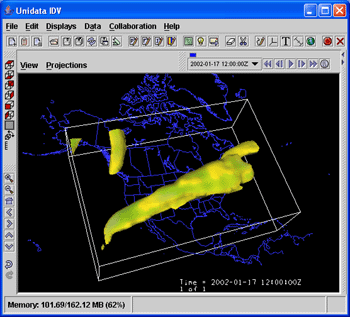 Unidata IDV
File Edit Displays Data Collaboration Help
2002-01-17 12:00:00Z
View Projections
Time = 2002-01-17 12:00:00Z
1 of 1
Memory: 101.69/162.12 MB (62%)